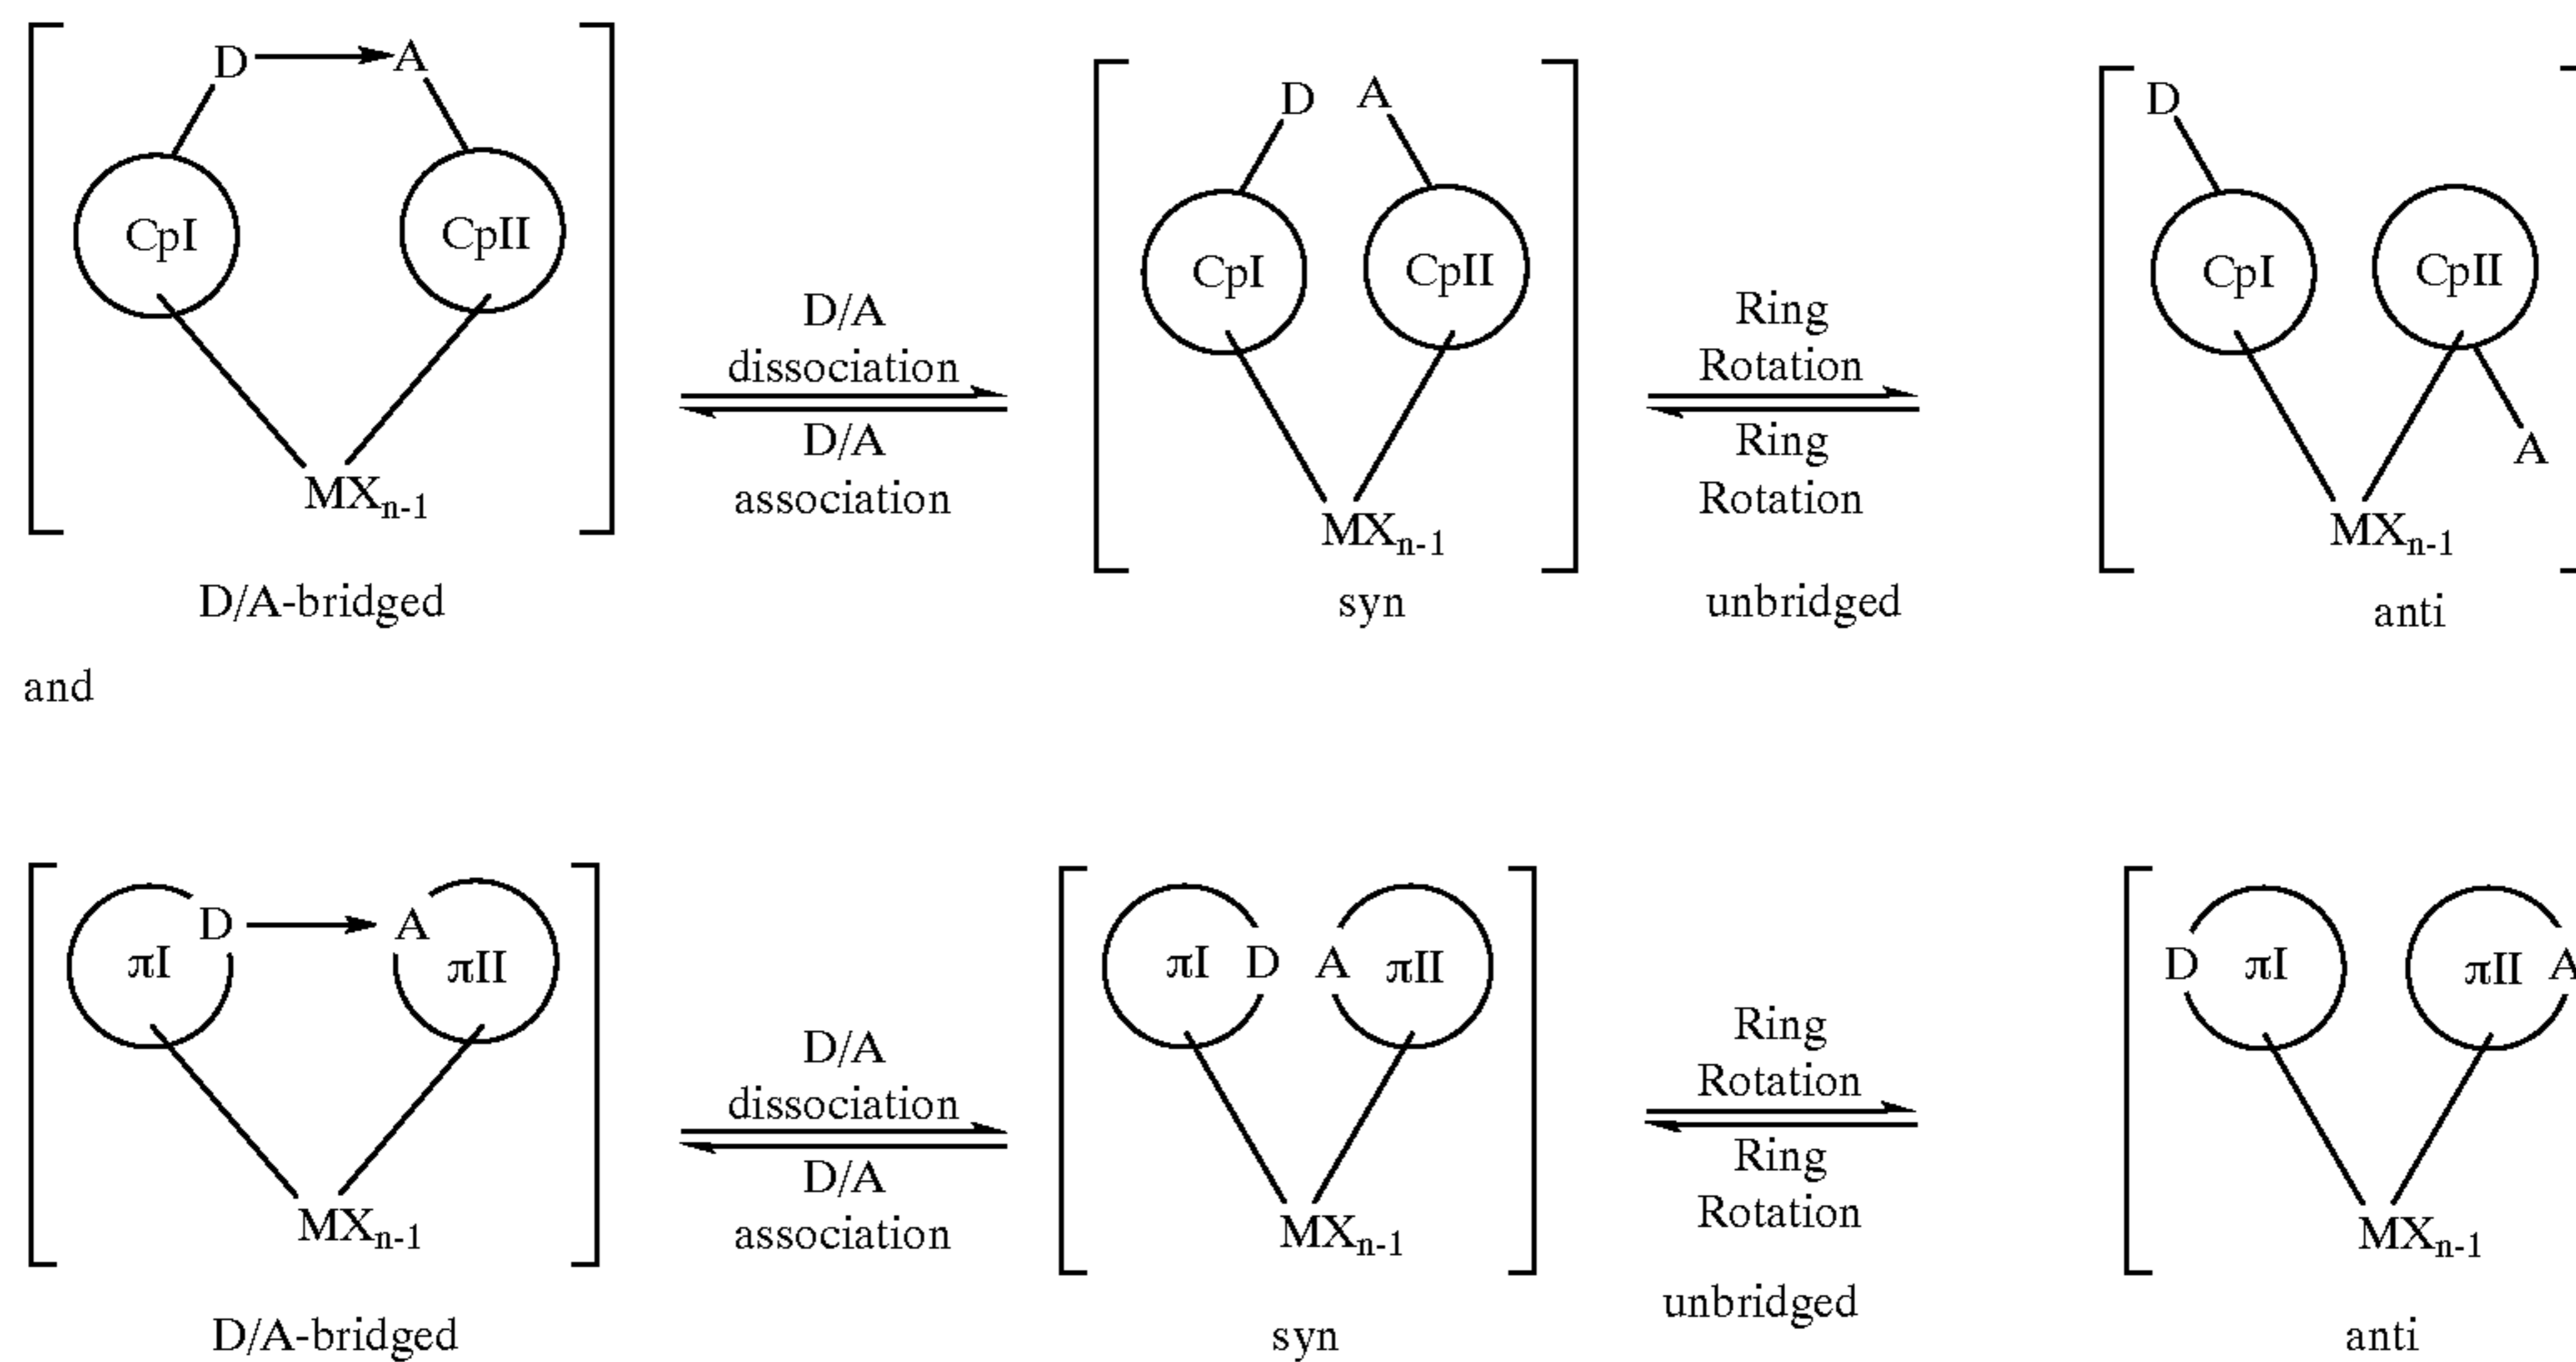 D A
CpI CpII
MXn-1
D/A-bridged
D/A
dissociation
D/A
association
D A
CpI CpII
MXn-1
syn
Ring
Rotation
Ring
Rotation
unbridged
D
CpI CpII
A
MXn-1
anti
and
πI D A πII
MXn-1
D/A-bridged
D/A
dissociation
D/A
association
πI D A πII
MXn-1
syn
Ring
Rotation
Ring
Rotation
unbridged
D πI πII A
MXn-1
anti